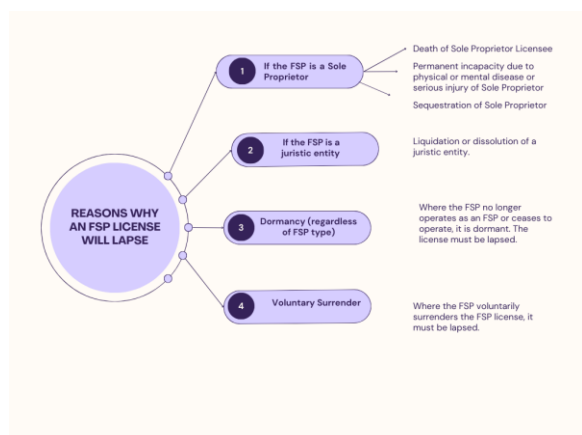 REASONS WHY
AN FSP LICENSE
WILL LAPSE
1
If the FSP is a Sole
Proprietor
Death of Sole Proprietor Licensee
Permanent incapacity due to
physical or mental disease or
serious injury of Sole Proprietor
Sequestration of Sole Proprietor
2
If the FSP is a
juristic entity
Liquidation or dissolution of a
juristic entity.
3
Dormancy (regardless
of FSP type)
Where the FSP no longer
operates as an FSP or ceases to
operate, it is dormant. The
license must be lapsed.
4
Voluntary Surrender
Where the FSP voluntarily
surrenders the FSP license, it
must be lapsed.